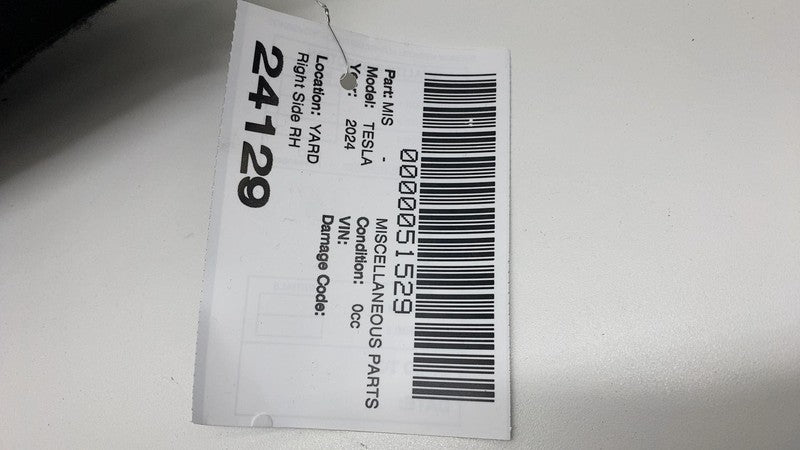 0000051529
Part: MIS - MISCELLANEOUS PARTS
Model: TESLA Condition: 0cc
Year: 2024 VIN:
Damage Code:
Location: YARD
Right Side RH
24129